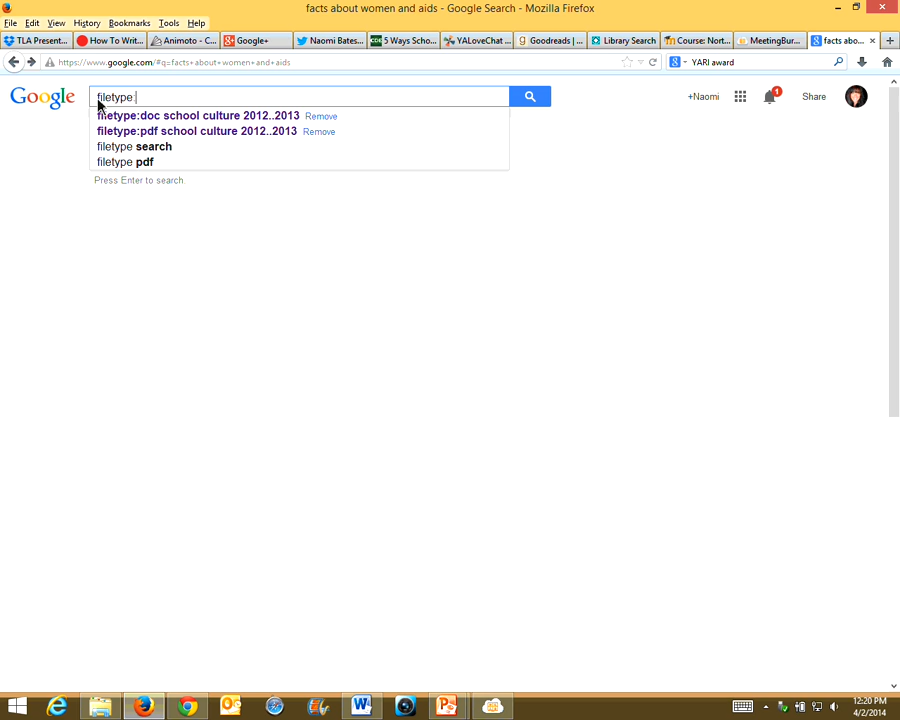 facts about women and aids - Google Search - Mozilla Firefox
File Edit View History Bookmarks Tools Help
TLA Present...
How To Writ...
Animoto - C...
Google+
Naomi Bates...
5 Ways Scho...
YALoveChat ...
Goodreads | ...
Library Search
Course: Nort...
MeetingBur...
facts abo...
https://www.google.com/#q=facts+about+women+and+aids
YARI award
Google
filetype:
+Naomi
1
Share
filetype:doc school culture 2012..2013 Remove
filetype:pdf school culture 2012..2013 Remove
filetype search
filetype pdf
Press Enter to search.
12:20 PM
4/2/2014